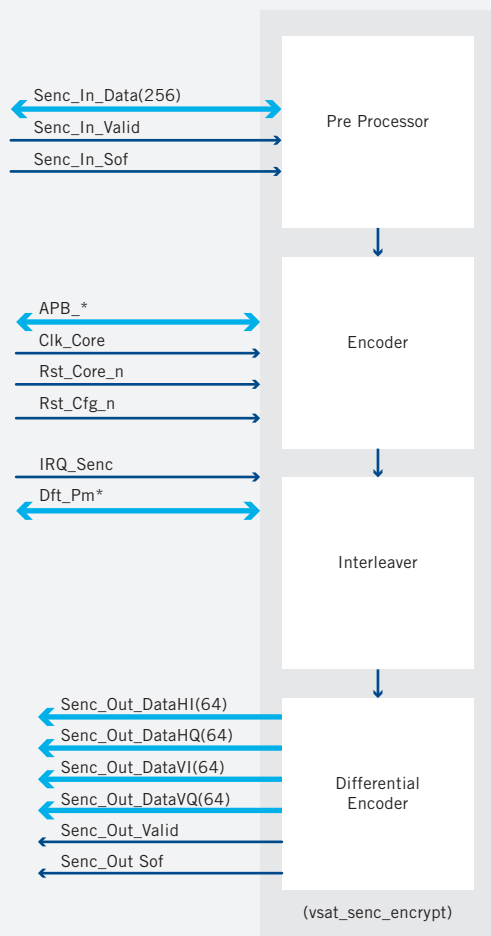 Senc_In_Data(256)
Senc_In_Valid
Senc_In_Sof
Pre Processor
APB_*
Clk_Core
Rst_Core_n
Rst_Cfg_n
Encoder
IRQ_Senc
Dft_Pm*
Interleaver
Senc_Out_DataHI(64)
Senc_Out_DataHQ(64)
Senc_Out_DataVI(64)
Senc_Out_DataVQ(64)
Senc_Out_Valid
Senc_Out Sof
Differential
Encoder
(vsat_senc_encrypt)